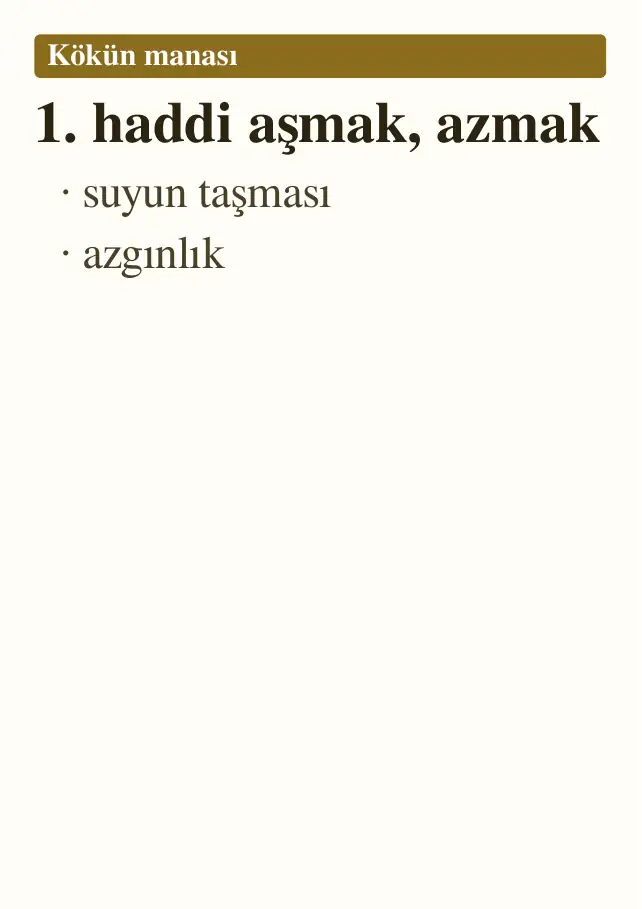 Kökün manası
1. haddi aşmak, azmak
· suyun taşması
· azgınlık